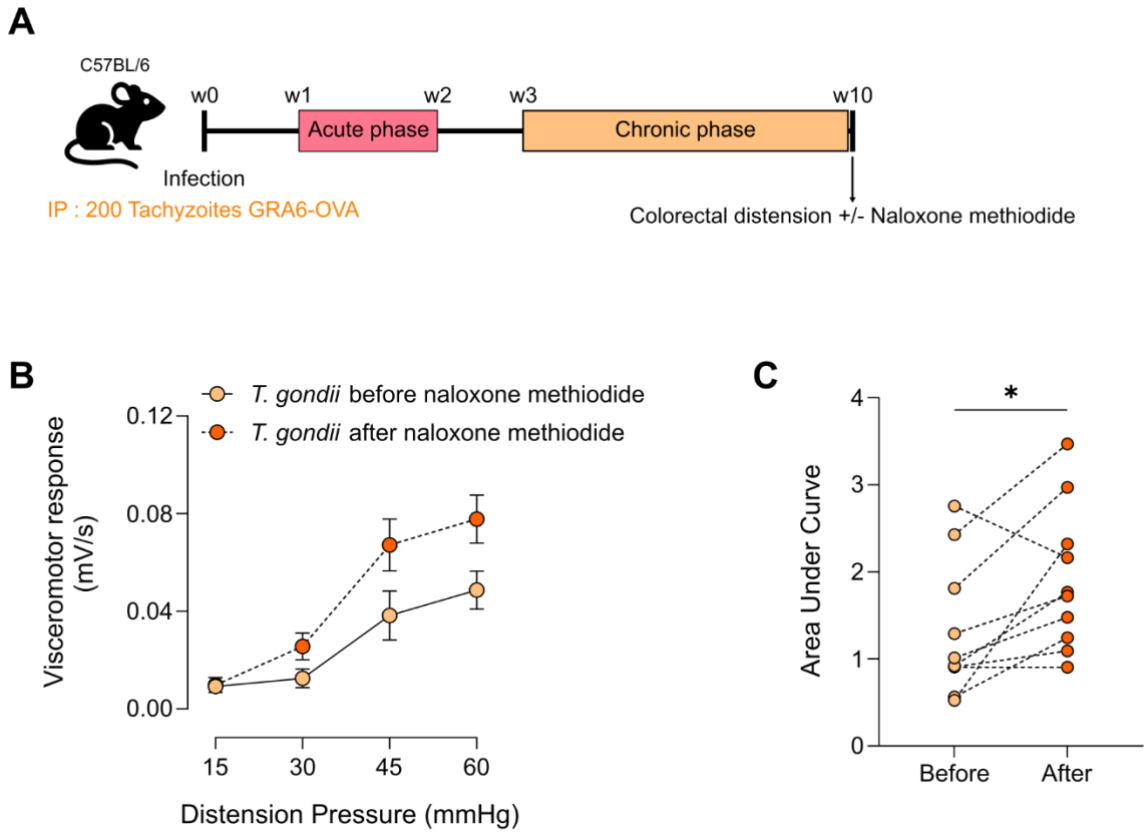 A
C57BL/6
w0 w1 w2 w3 w10
Acute phase Chronic phase
Infection
IP : 200 Tachyzoites GRA6-OVA
Colorectal distension +/- Naloxone methiodide
B
T. gondii before naloxone methiodide
T. gondii after naloxone methiodide
Visceromotor response
(mV/s)
0.12
0.08
0.04
0.00
15 30 45 60
Distension Pressure (mmHg)
C
*
Area Under Curve
4
3
2
1
0
Before After